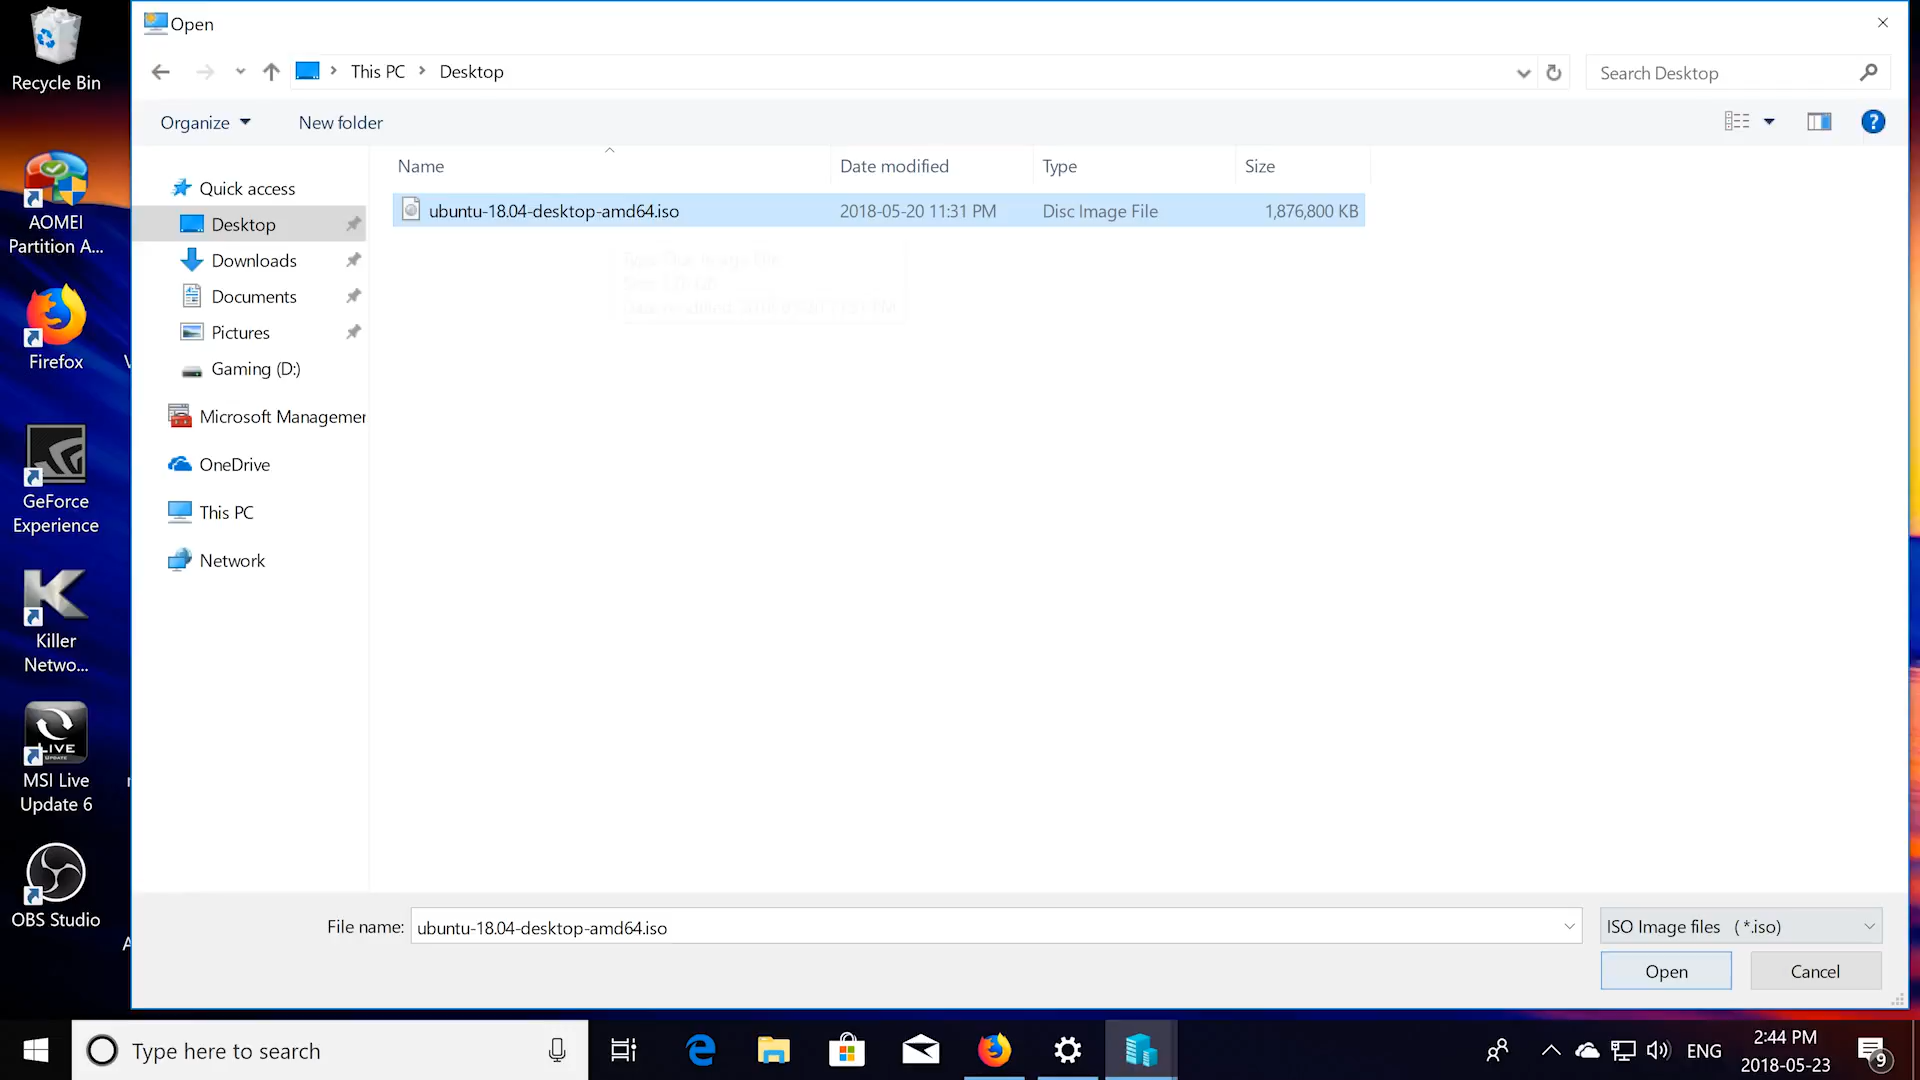 Open
This PC
Desktop
Search Desktop
Organize
New folder
Name
Date modified
Type
Size
Quick access
Desktop
Downloads
Documents
Pictures
Gaming (D:)
Microsoft Managemer
OneDrive
This PC
Network
ubuntu-18.04-desktop-amd64.iso
2018-05-20 11:31 PM
Disc Image File
1,876,800 KB
File name:
ubuntu-18.04-desktop-amd64.iso
ISO Image files (*.iso)
Open
Cancel
Recycle Bin
AOMEI
Partition A...
Firefox
GeForce
Experience
Killer
Netwo...
LIVE
UPDATE
MSI Live
Update 6
OBS Studio
Type here to search
ENG
2:44 PM
2018-05-23
9